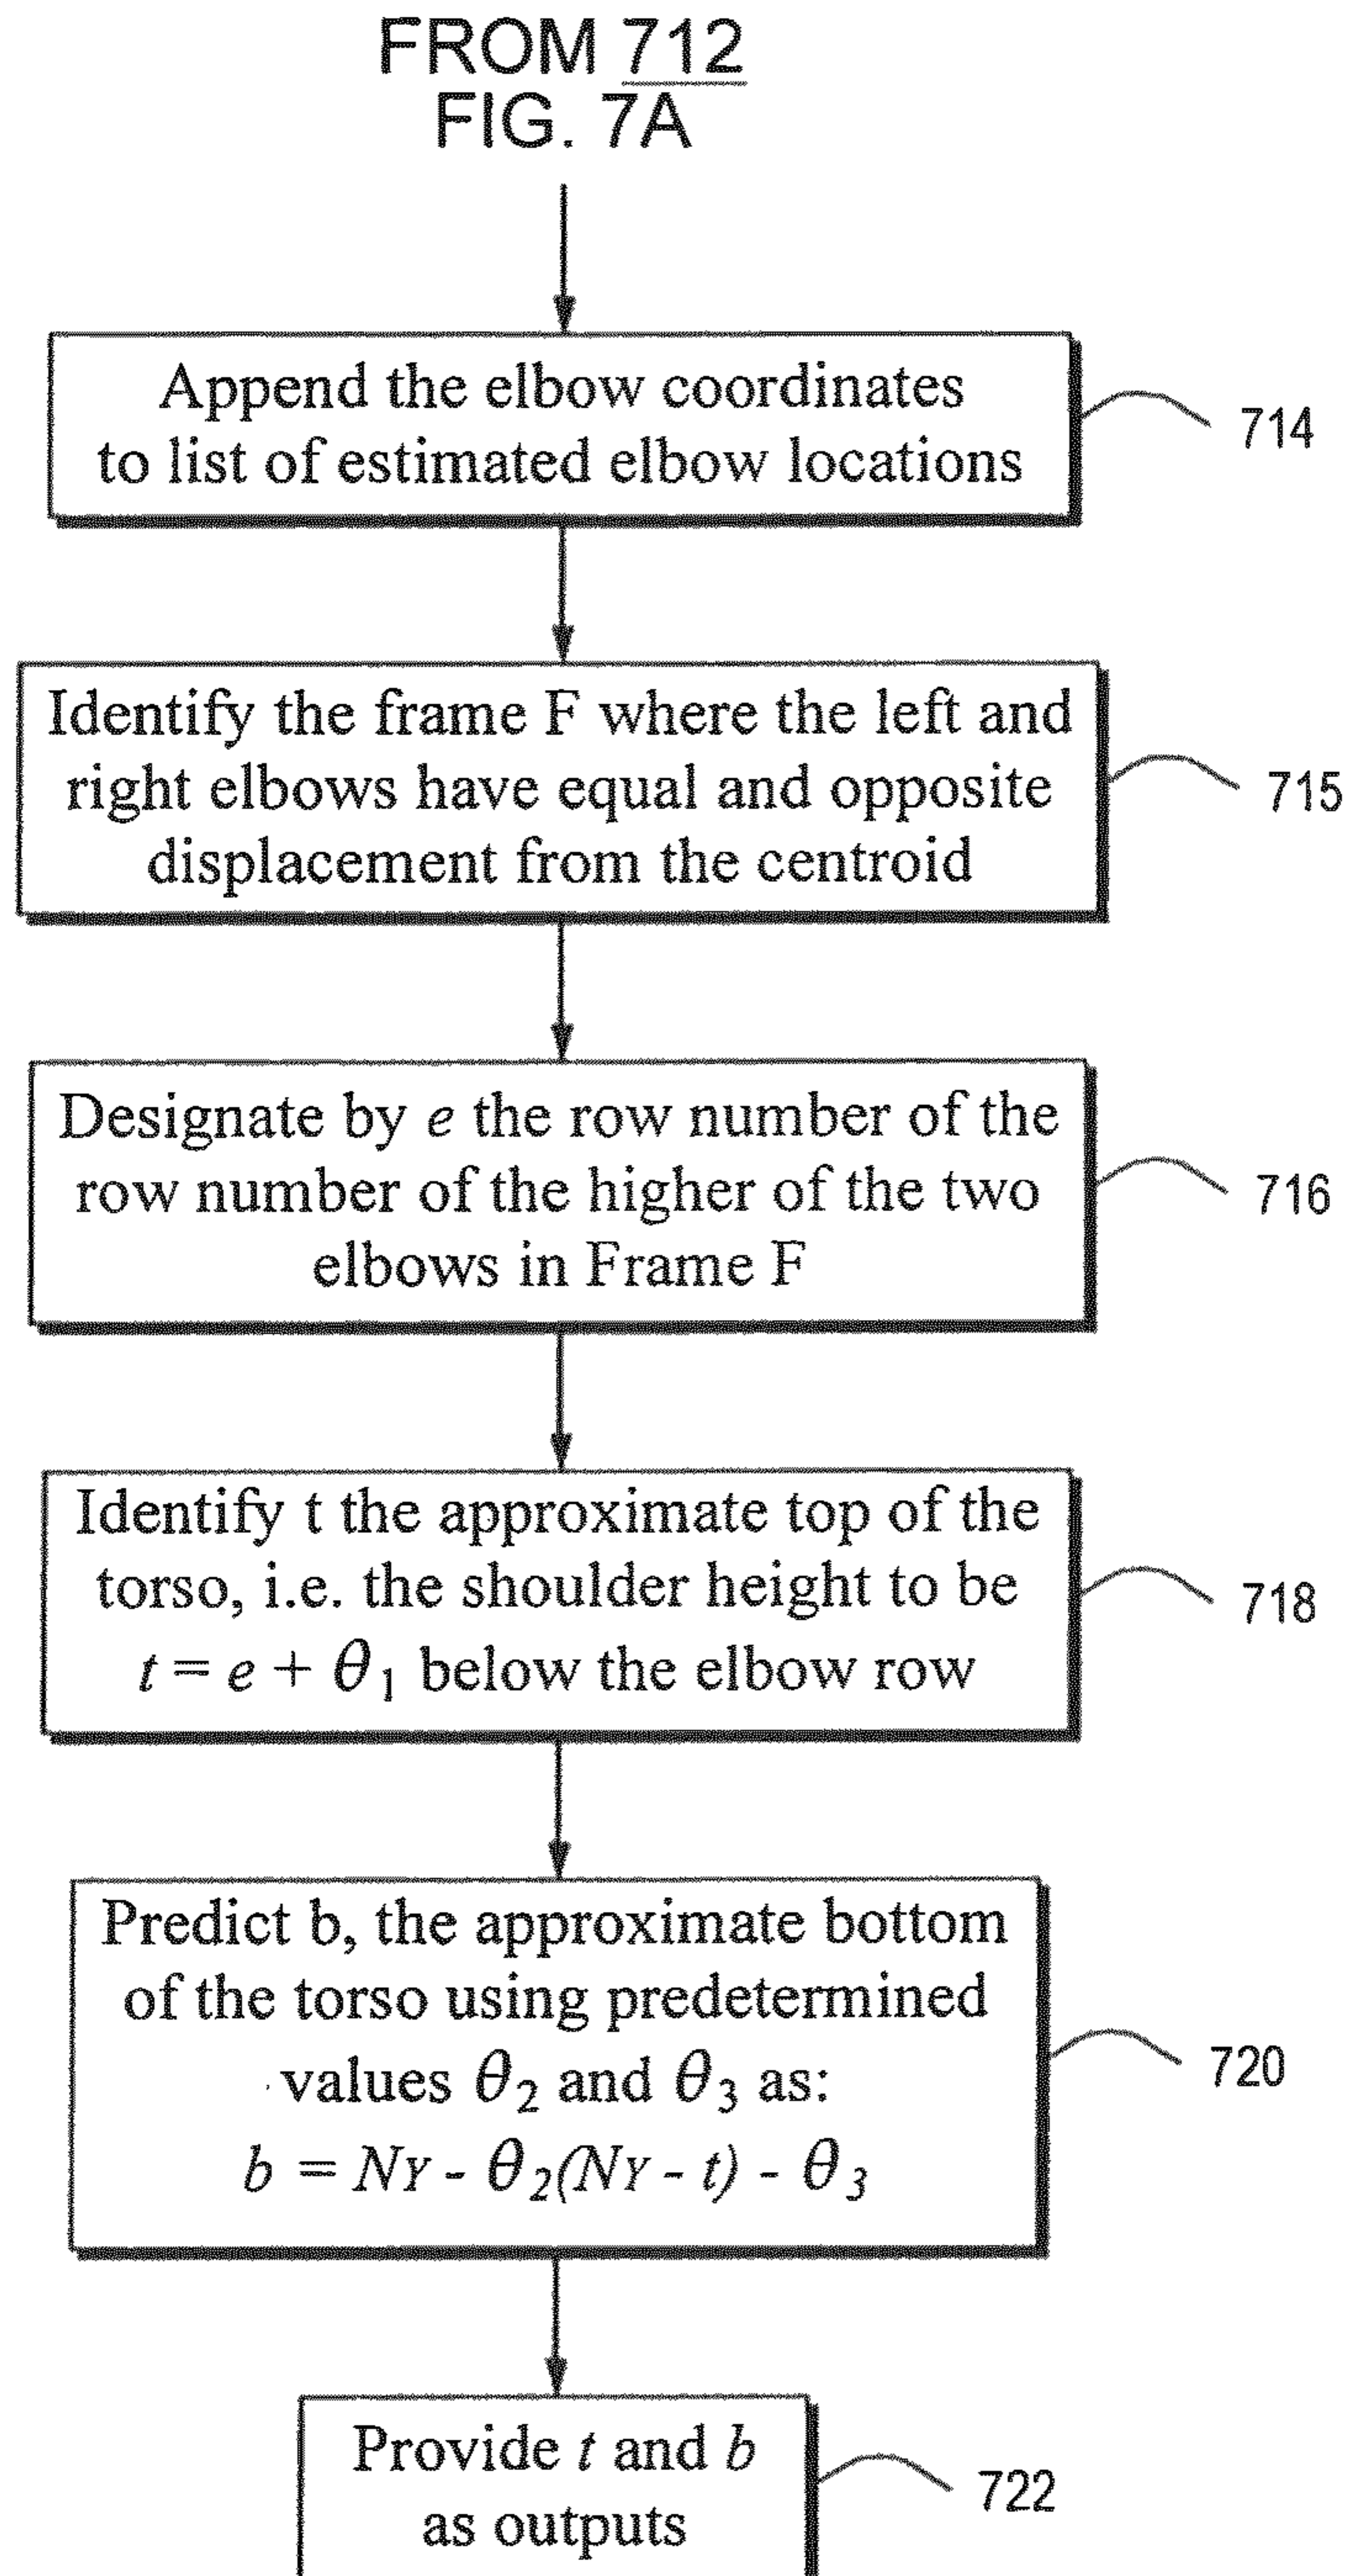 FROM 712
FIG. 7A
Append the elbow coordinates
to list of estimated elbow locations
714
Identify the frame F where the left and
right elbows have equal and opposite
displacement from the centroid
715
Designate by e the row number of the
row number of the higher of the two
elbows in Frame F
716
Identify t the approximate top of the
torso, i.e. the shoulder height to be
t = e + θ₁ below the elbow row
718
Predict b, the approximate bottom
of the torso using predetermined
values θ₂ and θ₃ as:
b = NY - θ₂(NY - t) - θ₃
720
Provide t and b
as outputs
722